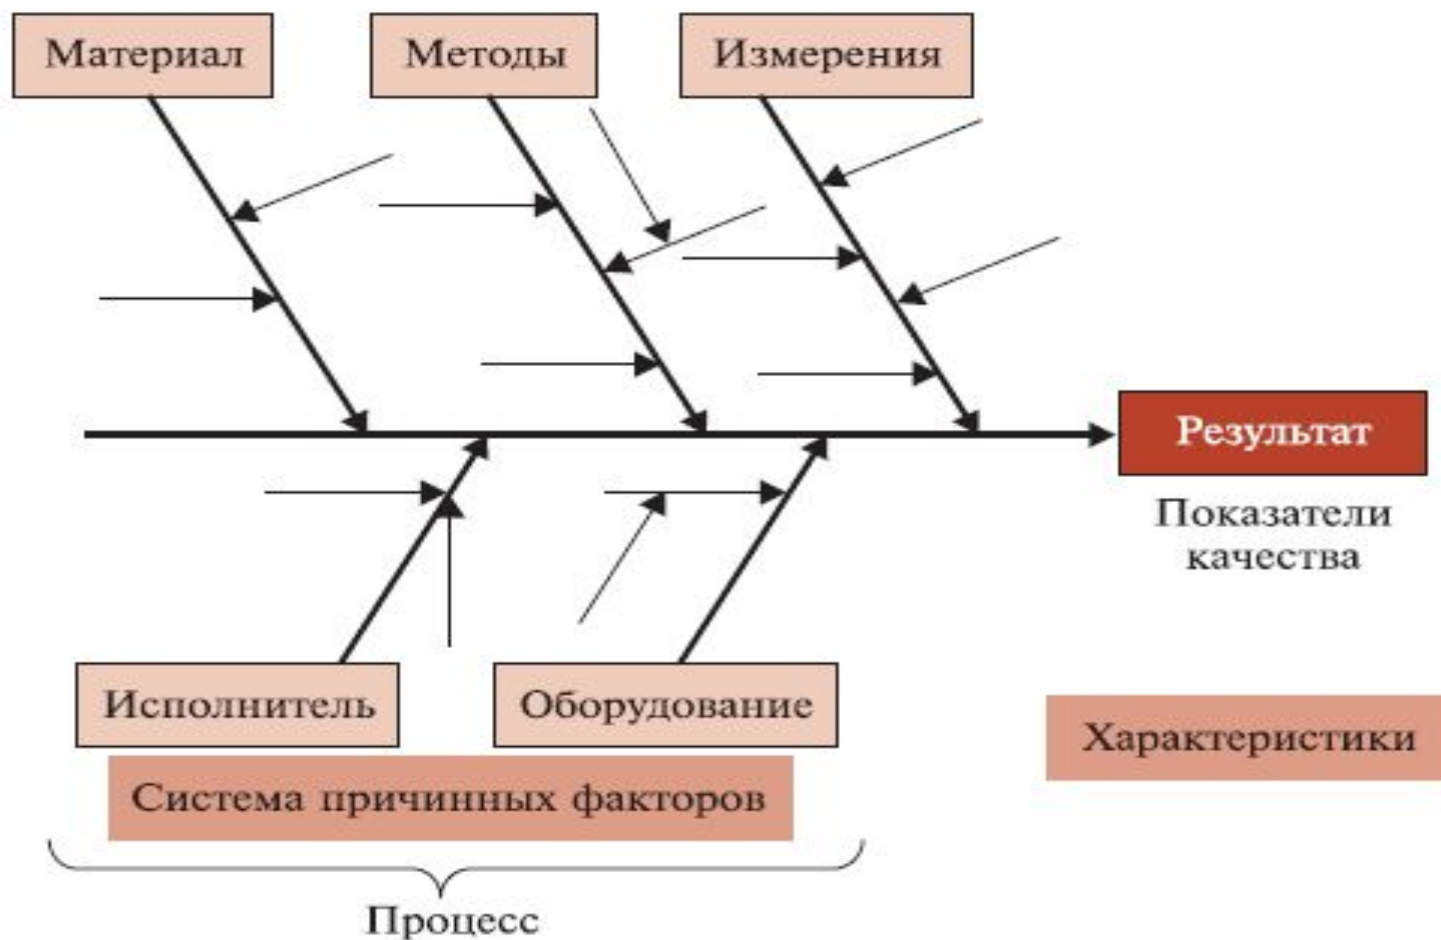 Материал
Методы
Измерения
Результат
Показатели
качества
Исполнитель
Оборудование
Характеристики
Система причинных факторов
Процесс